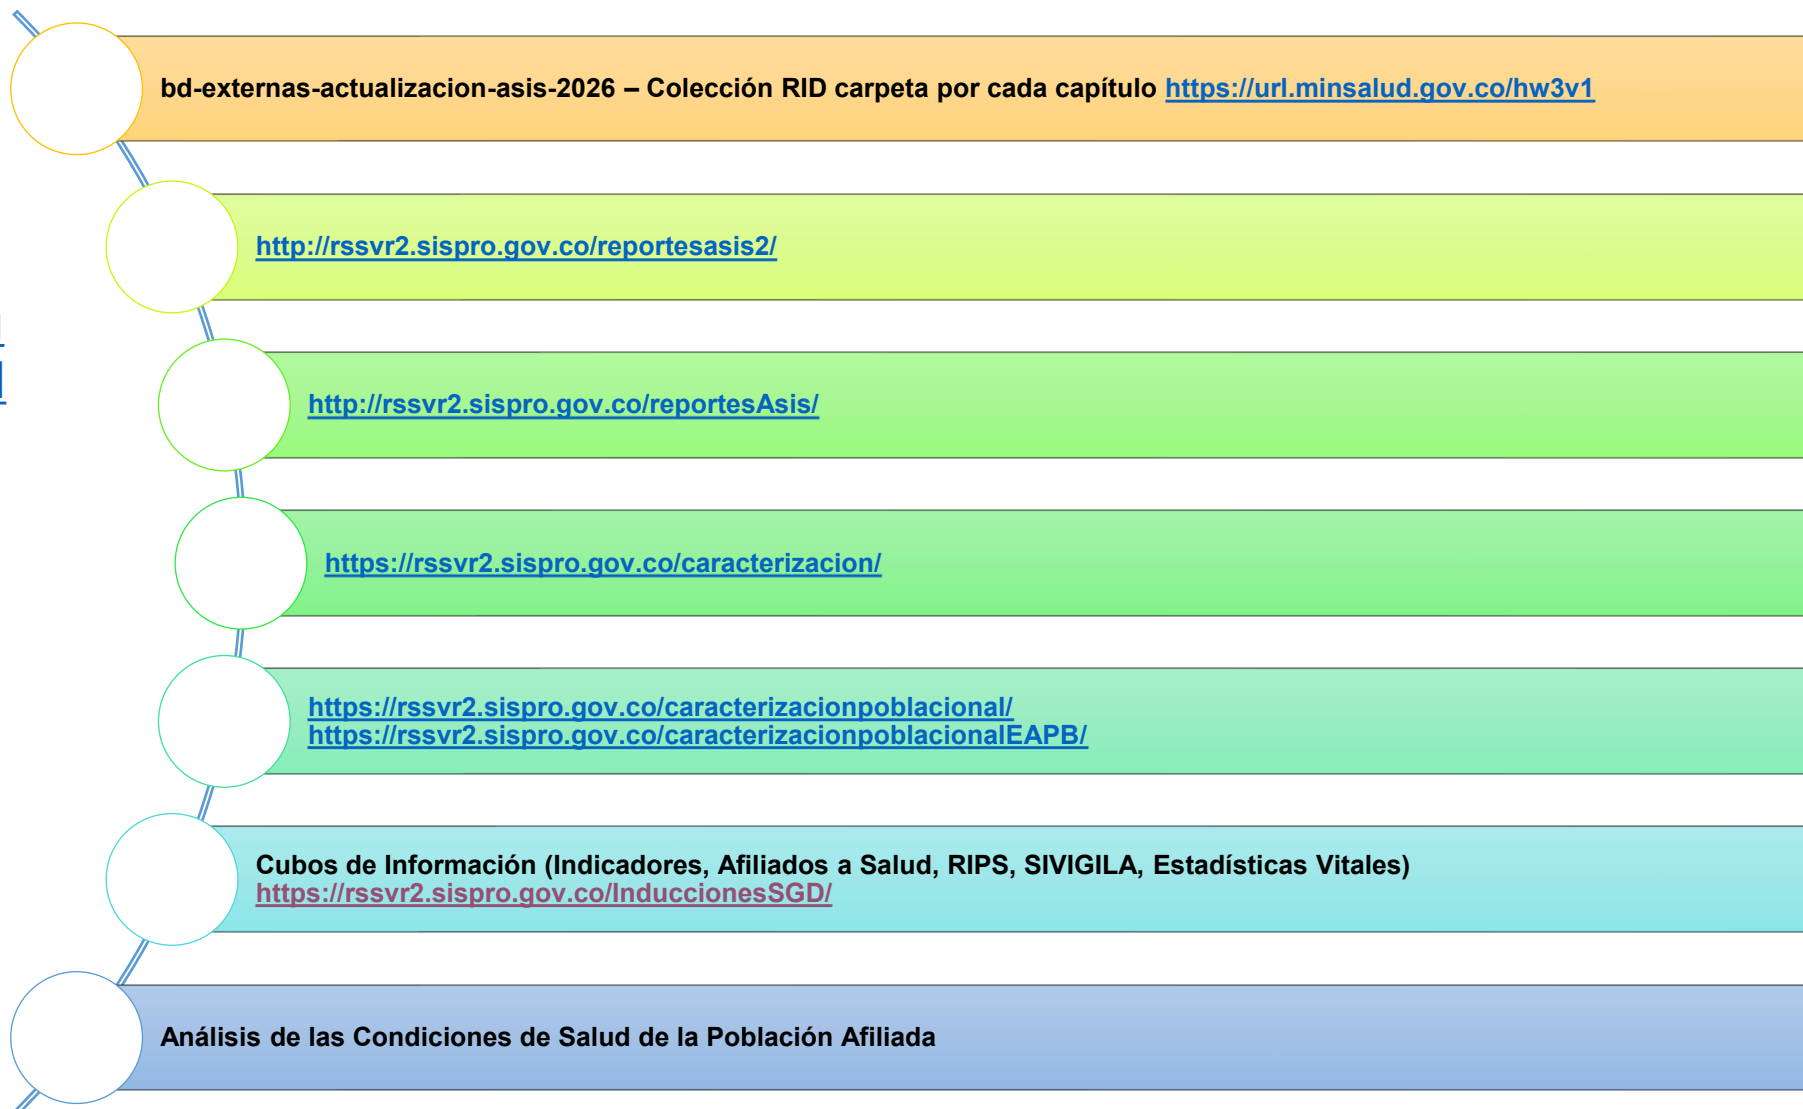 bd-externas-actualizacion-asis-2026 – Colección RID carpeta por cada capítulo https://url.minsalud.gov.co/hw3v1
http://rssvr2.sispro.gov.co/reportesasis2/
http://rssvr2.sispro.gov.co/reportesAsis/
https://rssvr2.sispro.gov.co/caracterizacion/
https://rssvr2.sispro.gov.co/caracterizacionpoblacional/
https://rssvr2.sispro.gov.co/caracterizacionpoblacionalEAPB/
Cubos de Información (Indicadores, Afiliados a Salud, RIPS, SIVIGILA, Estadísticas Vitales)
https://rssvr2.sispro.gov.co/InduccionesSGD/
Análisis de las Condiciones de Salud de la Población Afiliada